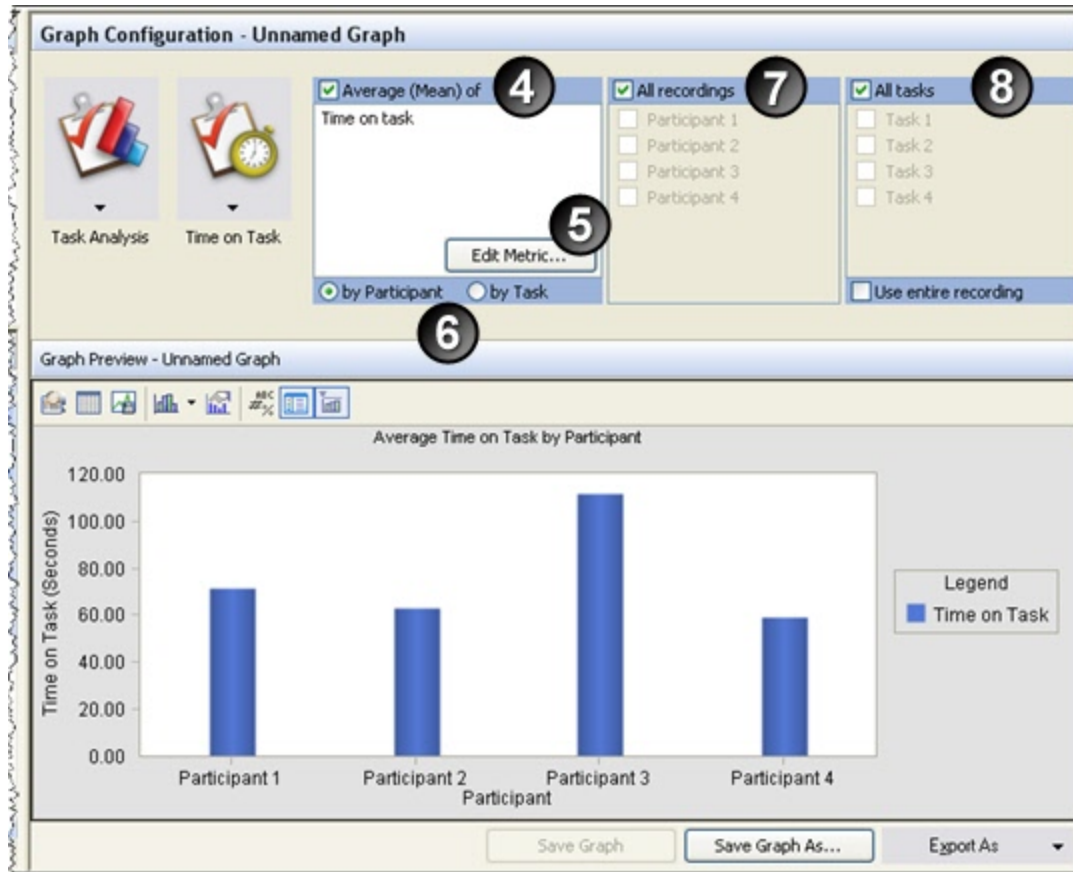 Graph Configuration - Unnamed Graph
4
Average (Mean) of
Time on task
5
Edit Metric...
by Participant
by Task
6
7
All recordings
Participant 1
Participant 2
Participant 3
Participant 4
8
All tasks
Task 1
Task 2
Task 3
Task 4
Use entire recording
Task Analysis
Time on Task
Graph Preview - Unnamed Graph
ABC
#%
Average Time on Task by Participant
Time on Task (Seconds)
120.00
100.00
80.00
60.00
40.00
20.00
0.00
Participant 1
Participant 2
Participant 3
Participant 4
Participant
Legend
Time on Task
Save Graph
Save Graph As...
Export As